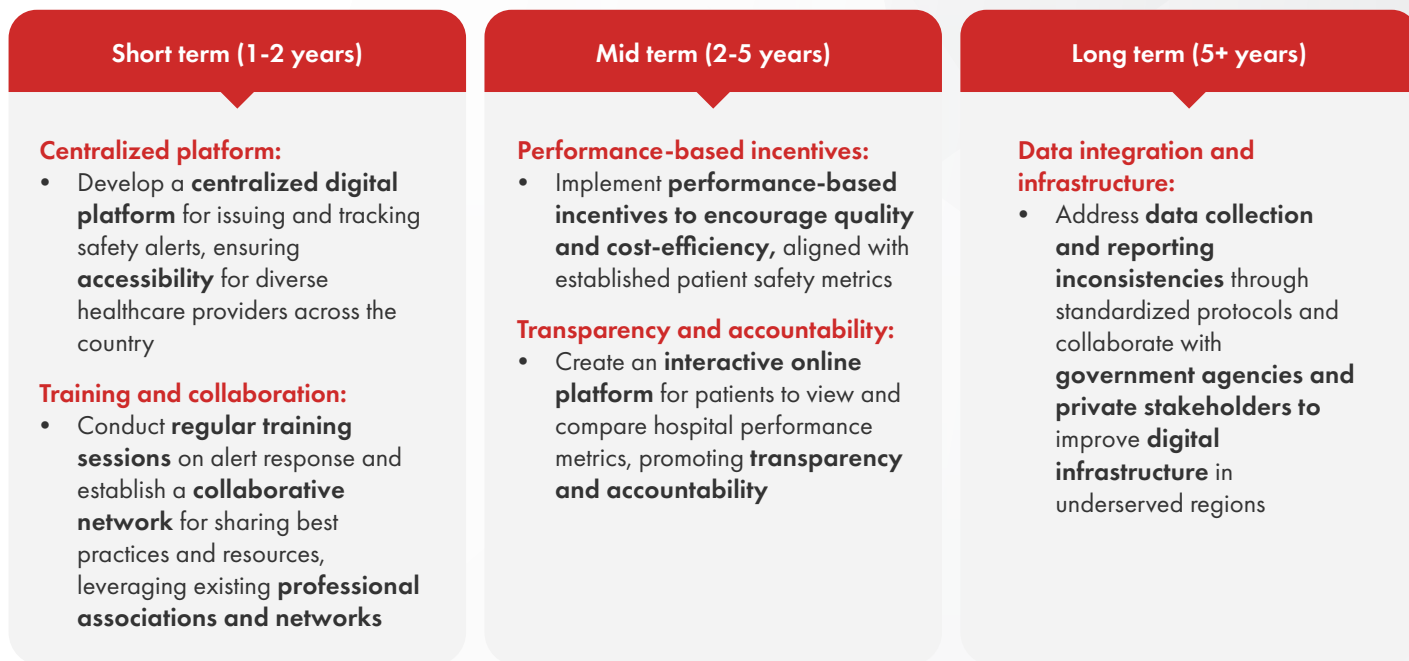 Short term (1-2 years)
Centralized platform:
• Develop a centralized digital
platform for issuing and tracking
safety alerts, ensuring
accessibility for diverse
healthcare providers across the
country
Training and collaboration:
• Conduct regular training
sessions on alert response and
establish a collaborative
network for sharing best
practices and resources,
leveraging existing professional
associations and networks
Mid term (2-5 years)
Performance-based incentives:
• Implement performance-based
incentives to encourage quality
and cost-efficiency, aligned with
established patient safety metrics
Transparency and accountability:
• Create an interactive online
platform for patients to view and
compare hospital performance
metrics, promoting transparency
and accountability
Long term (5+ years)
Data integration and
infrastructure:
• Address data collection
and reporting
inconsistencies through
standardized protocols and
collaborate with
government agencies and
private stakeholders to
improve digital
infrastructure in
underserved regions